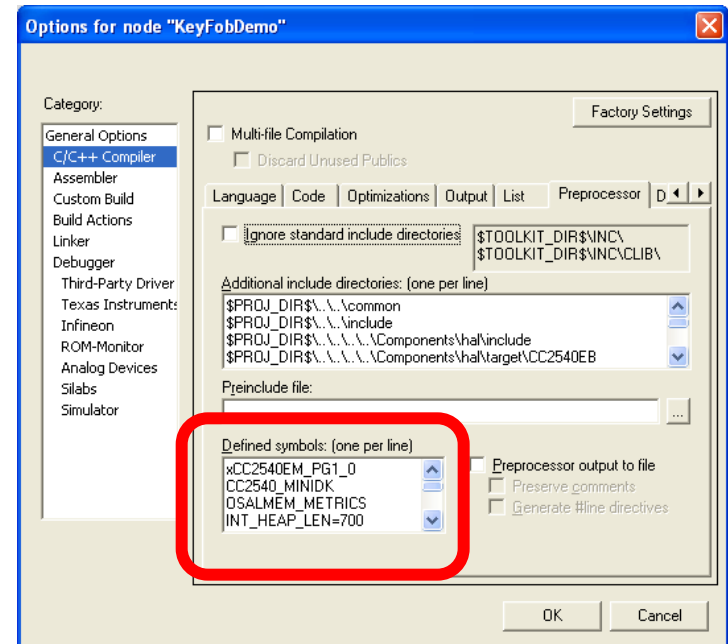 Options for node "KeyFobDemo"
Category:
Factory Settings
General Options
C/C++ Compiler
Assembler
Custom Build
Build Actions
Linker
Debugger
Third-Party Driver
Texas Instruments
Infineon
ROM-Monitor
Analog Devices
Silabs
Simulator
Multi-file Compilation
Discard Unused Publics
Language Code Optimizations Output List Preprocessor D
Ignore standard include directories
$TOOLKIT_DIR$\INC\
$TOOLKIT_DIR$\INC\CLIB\
Additional include directories: (one per line)
$PROJ_DIR$\..\..\common
$PROJ_DIR$\..\..\include
$PROJ_DIR$\..\..\..\..\Components\hal\include
$PROJ_DIR$\..\..\..\..\Components\hal\target\CC2540EB
Preinclude file:
...
Defined symbols: (one per line)
xCC2540EM_PG1_0
CC2540_MINIDK
OSALMEM_METRICS
INT_HEAP_LEN=700
Preprocessor output to file
Preserve comments
Generate #line directives
OK
Cancel